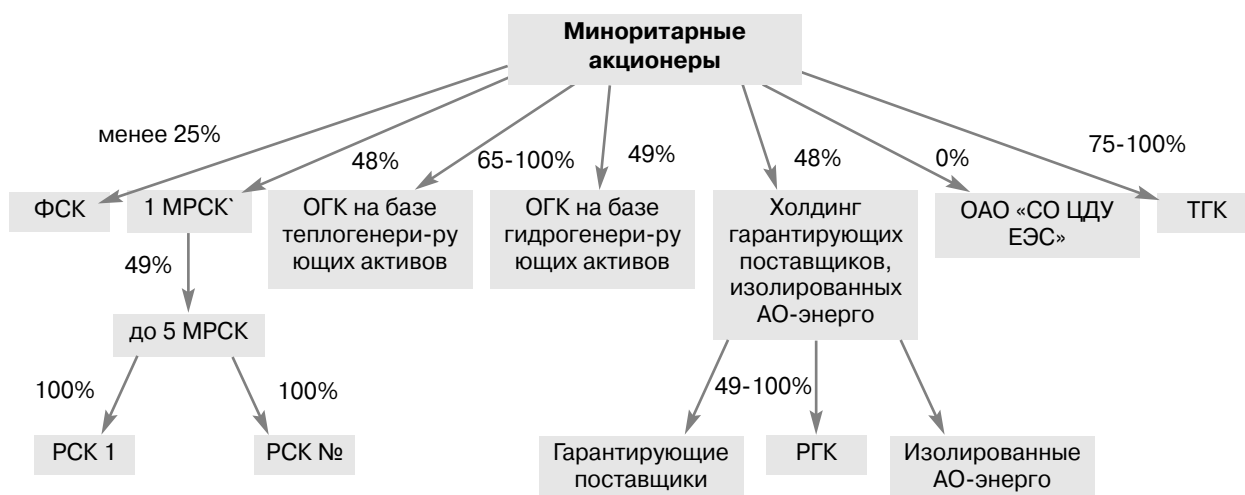 Миноритарные
акционеры
менее 25%
48%
65-100%
49%
48%
0%
75-100%
ФСК
1 МРСК`
ОГК на базе
теплогенери-ру
ющих активов
ОГК на базе
гидрогенери-ру
ющих активов
Холдинг
гарантирующих
поставщиков,
изолированных
АО-энерго
ОАО «СО ЦДУ
ЕЭС»
ТГК
49%
до 5 МРСК
100%
100%
49-100%
РСК 1
РСК №
Гарантирующие
поставщики
РГК
Изолированные
АО-энерго